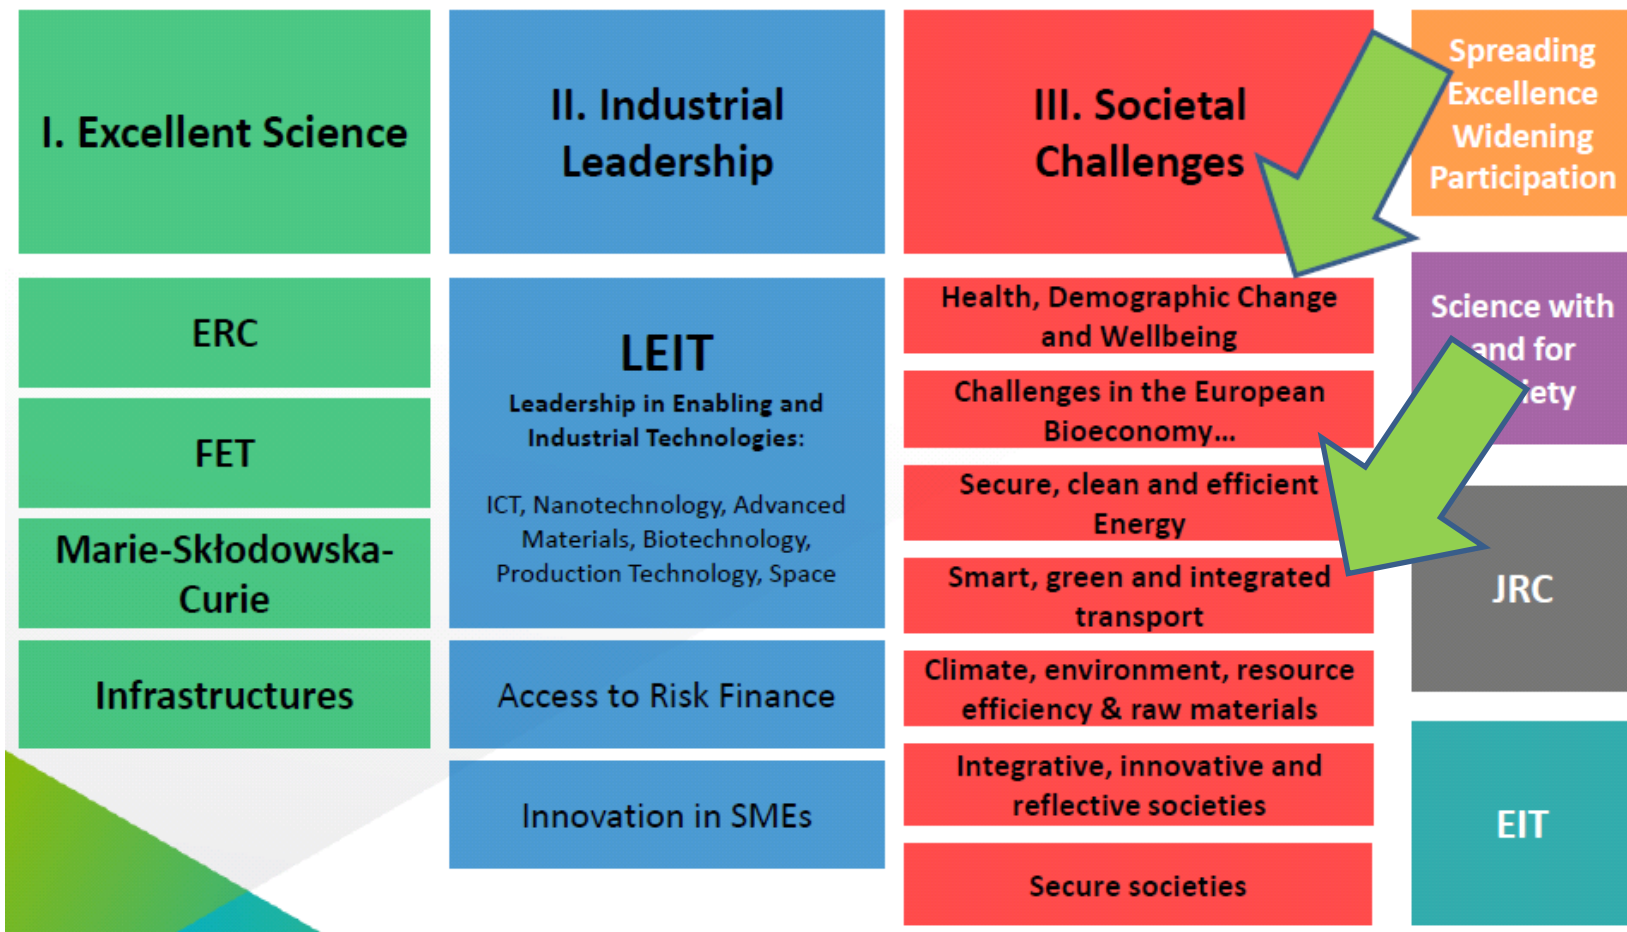 I. Excellent Science
II. Industrial
Leadership
III. Societal
Challenges
Spreading
Excellence
Widening
Participation
ERC
FET
Marie-Skłodowska-
Curie
Infrastructures
LEIT
Leadership in Enabling and
Industrial Technologies:
ICT, Nanotechnology, Advanced
Materials, Biotechnology,
Production Technology, Space
Access to Risk Finance
Innovation in SMEs
Health, Demographic Change
and Wellbeing
Challenges in the European
Bioeconomy...
Secure, clean and efficient
Energy
Smart, green and integrated
transport
Climate, environment, resource
efficiency & raw materials
Integrative, innovative and
reflective societies
Secure societies
Science with
and for
JRC
EIT